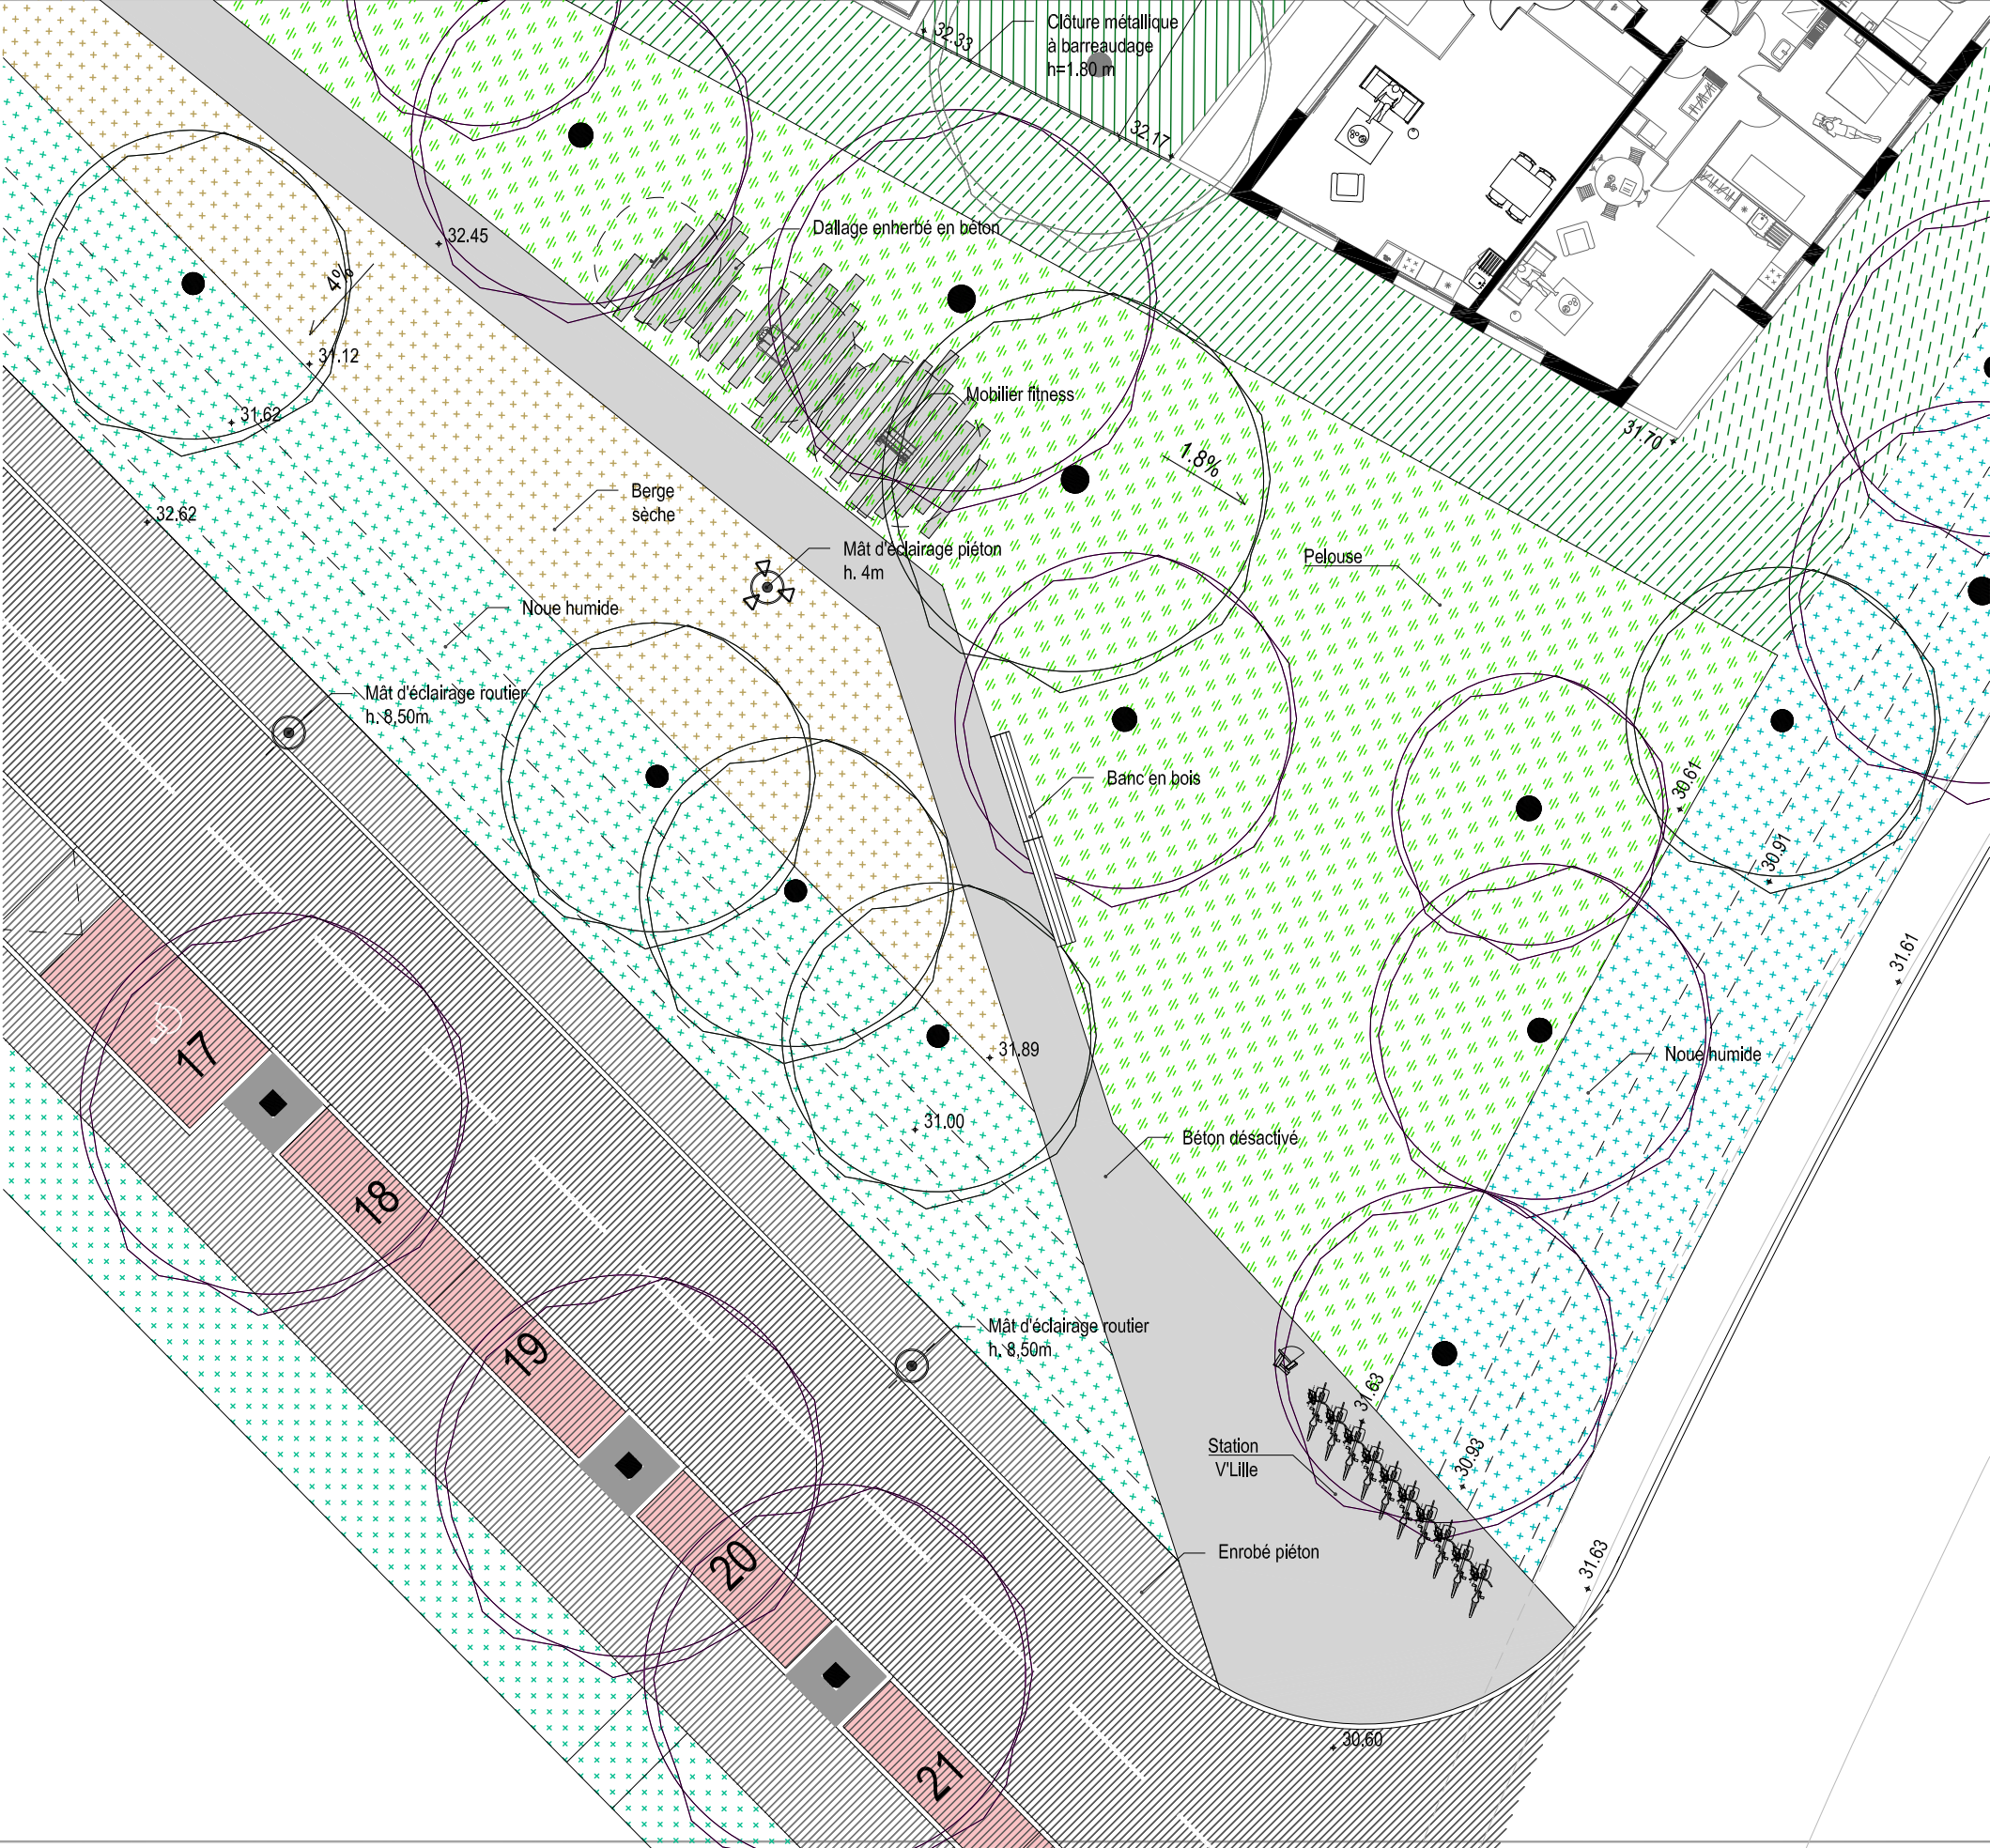 Clôture métallique
à barreaudage
h=1.80 m
32.33
32.17
Dallage enherbé en béton
32.45
4%
31.12
31.62
Mobilier fitness
31.70
1.8%
Berge
sèche
32.62
Mât d'éclairage piéton
h. 4m
Pelouse
Noue humide
Mât d'éclairage routier
h. 8,50m
Banc en bois
30.61
30.91
31.61
17
31.89
Noue humide
31.00
Béton désactivé
18
Mât d'éclairage routier
h. 8,50m
19
31.63
Station
V'Lille
30.93
20
Enrobé piéton
31.63
30.60
21